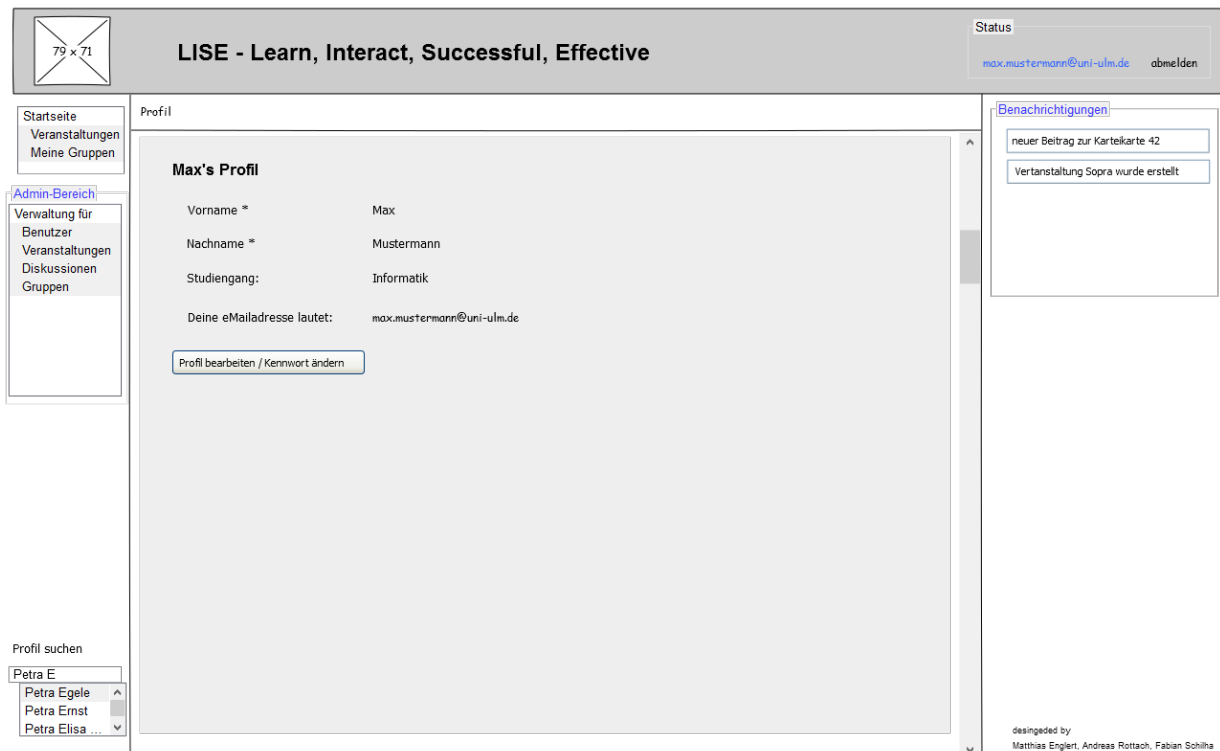 79 x 71
LISE - Learn, Interact, Successful, Effective
Status
max.mustermann@uni-ulm.de abmelden
Startseite
Veranstaltungen
Meine Gruppen
Admin-Bereich
Verwaltung für
Benutzer
Veranstaltungen
Diskussionen
Gruppen
Profil suchen
Petra E
Petra Egele
Petra Ernst
Petra Elisa ...
Profil
Max's Profil
Vorname * Max
Nachname * Mustermann
Studiengang: Informatik
Deine eMailadresse lautet: max.mustermann@uni-ulm.de
Profil bearbeiten / Kennwort ändern
Benachrichtigungen
neuer Beitrag zur Karteikarte 42
Vertanstaltung Sopra wurde erstellt
desingeded by
Matthias Englert, Andreas Rottach, Fabian Schilha